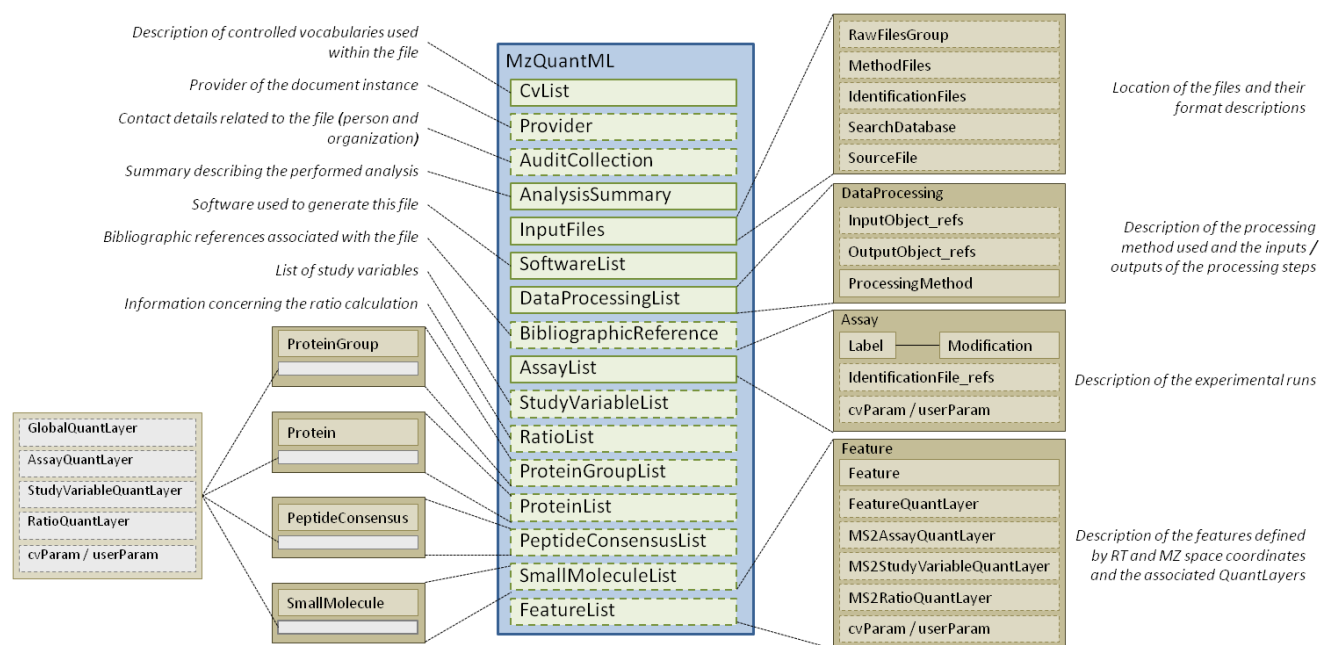 Description of controlled vocabularies used
within the file
Provider of the document instance
Contact details related to the file (person and
organization)
Summary describing the performed analysis
Software used to generate this file
Bibliographic references associated with the file
List of study variables
Information concerning the ratio calculation
ProteinGroup
Protein
PeptideConsensus
SmallMolecule
GlobalQuantLayer
AssayQuantLayer
StudyVariableQuantLayer
RatioQuantLayer
cvParam / userParam
MzQuantML
CvList
Provider
AuditCollection
AnalysisSummary
InputFiles
SoftwareList
DataProcessingList
BibliographicReference
AssayList
StudyVariableList
RatioList
ProteinGroupList
ProteinList
PeptideConsensusList
SmallMoleculeList
FeatureList
RawFilesGroup
MethodFiles
IdentificationFiles
SearchDatabase
SourceFile
DataProcessing
InputObject_refs
OutputObject_refs
ProcessingMethod
Assay
Label
Modification
IdentificationFile_refs
cvParam / userParam
Feature
Feature
FeatureQuantLayer
MS2AssayQuantLayer
MS2StudyVariableQuantLayer
MS2RatioQuantLayer
cvParam / userParam
Location of the files and their
format descriptions
Description of the processing
method used and the inputs /
outputs of the processing steps
Description of the experimental runs
Description of the features defined
by RT and MZ space coordinates
and the associated QuantLayers